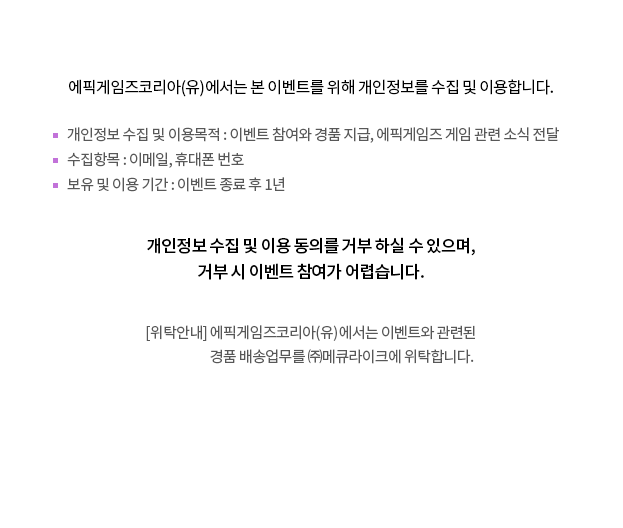 에픽게임즈코리아(유)에서는 본 이벤트를 위해 개인정보를 수집 및 이용합니다.
개인정보 수집 및 이용목적 : 이벤트 참여와 경품 지급, 에픽게임즈 게임 관련 소식 전달
수집항목 : 이메일, 휴대폰 번호
보유 및 이용 기간 : 이벤트 종료 후 1년
개인정보 수집 및 이용 동의를 거부 하실 수 있으며,
거부 시 이벤트 참여가 어렵습니다.
[위탁안내] 에픽게임즈코리아(유)에서는 이벤트와 관련된
경품 배송업무를 ㈜메큐라이크에 위탁합니다.